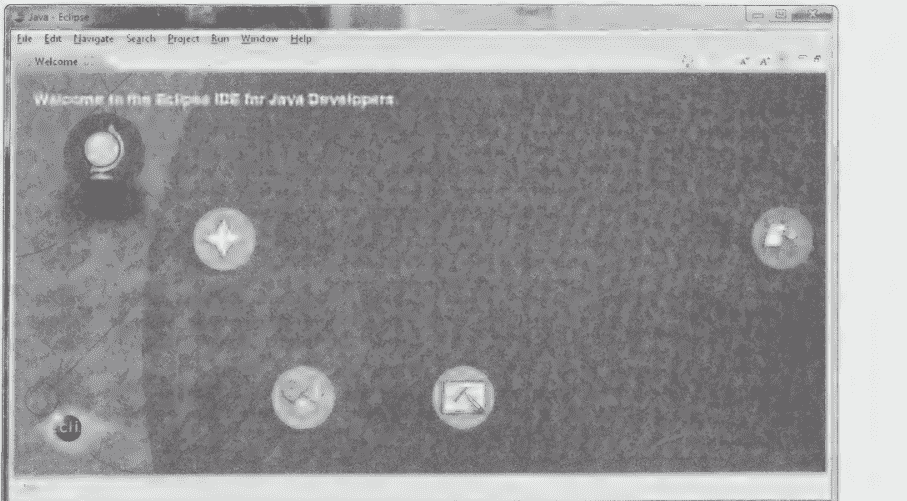 Java - Eclipse
File Edit Navigate Search Project Run Window Help
Welcome
Welcome to the Eclipse IDE for Java Developers